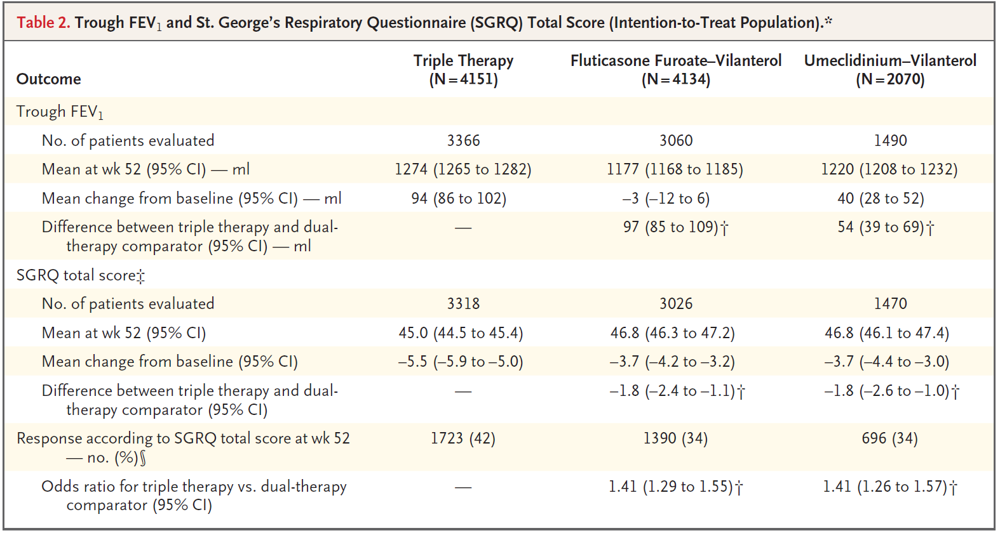 Table 2. Trough FEV1 and St. George’s Respiratory Questionnaire (SGRQ) Total Score (Intention-to-Treat Population).*
Outcome Triple Therapy (N=4151) Fluticasone Furoate–Vilanterol (N=4134) Umeclidinium–Vilanterol (N=2070)
Trough FEV1
No. of patients evaluated 3366 3060 1490
Mean at wk 52 (95% CI) — ml 1274 (1265 to 1282) 1177 (1168 to 1185) 1220 (1208 to 1232)
Mean change from baseline (95% CI) — ml 94 (86 to 102) –3 (–12 to 6) 40 (28 to 52)
Difference between triple therapy and dual- — 97 (85 to 109)† 54 (39 to 69)†
therapy comparator (95% CI) — ml
SGRQ total score‡
No. of patients evaluated 3318 3026 1470
Mean at wk 52 (95% CI) 45.0 (44.5 to 45.4) 46.8 (46.3 to 47.2) 46.8 (46.1 to 47.4)
Mean change from baseline (95% CI) –5.5 (–5.9 to –5.0) –3.7 (–4.2 to –3.2) –3.7 (–4.4 to –3.0)
Difference between triple therapy and dual- — –1.8 (–2.4 to –1.1)† –1.8 (–2.6 to –1.0)†
therapy comparator (95% CI)
Response according to SGRQ total score at wk 52 1723 (42) 1390 (34) 696 (34)
— no. (%)§
Odds ratio for triple therapy vs. dual-therapy — 1.41 (1.29 to 1.55)† 1.41 (1.26 to 1.57)†
comparator (95% CI)